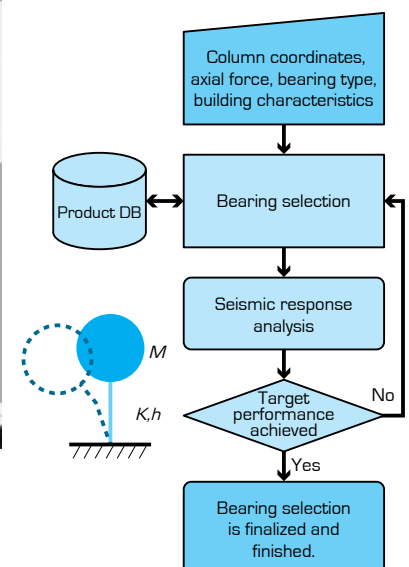 Column coordinates,
axial force, bearing type,
building characteristics
Product DB
Bearing selection
Seismic response
analysis
M
K,h
Target
performance
achieved
No
Yes
Bearing selection
is finalized and
finished.